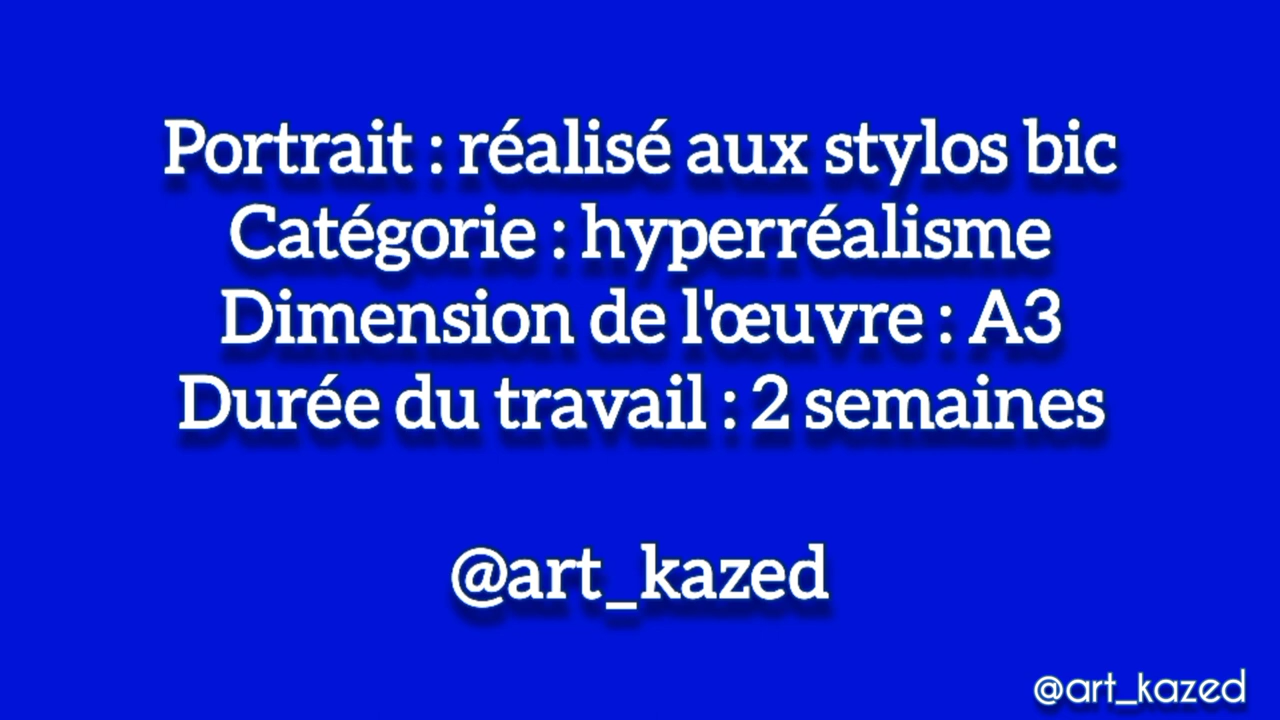 Portrait : réalisé aux stylos bic
Catégorie : hyperréalisme
Dimension de l'œuvre : A3
Durée du travail : 2 semaines
@art_kazed
@art_kazed